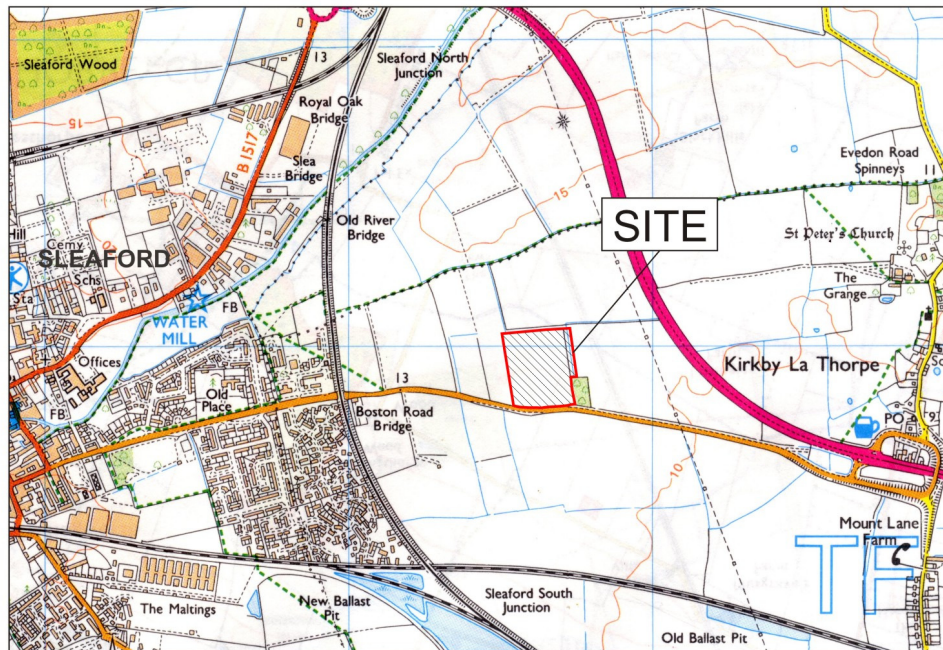 Sleaford Wood
13
Sleaford North
Junction
Royal Oak
Bridge
15
B 1517
Slea
Bridge
Evedon Road
Spinneys
11
15
Old River
Bridge
SITE
St Peter's Church
Hill
Cemy
SLEAFORD
Schs
Sta
FB
WATER
MILL
The
Grange
Offices
Kirkby La Thorpe
Old
Place
13
FB
Boston Road
Bridge
PO
10
Mount Lane
Farm
TF
The Maltings
New Ballast
Pit
Sleaford South
Junction
Old Ballast Pit